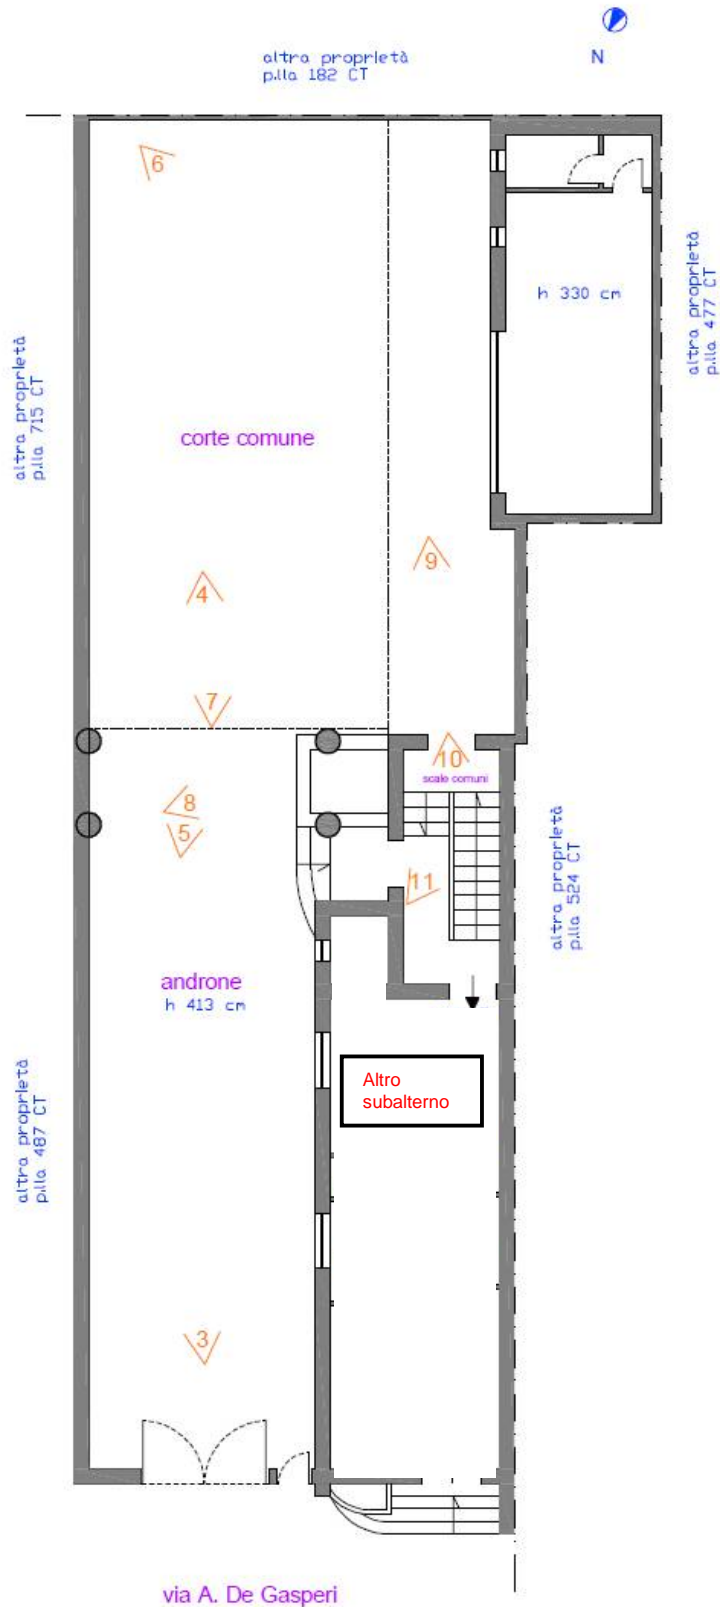 altra proprietà
p.lla 182 CT
N
6
altra proprietà
p.lla 477 CT
h 330 cm
altra proprietà
p.lla 715 CT
corte comune
9
4
7
10
scale comuni
8
5
altra proprietà
p.lla 524 CT
11
androne
h 413 cm
Altro
subalterno
altra proprietà
p.lla 487 CT
3
via A. De Gasperi